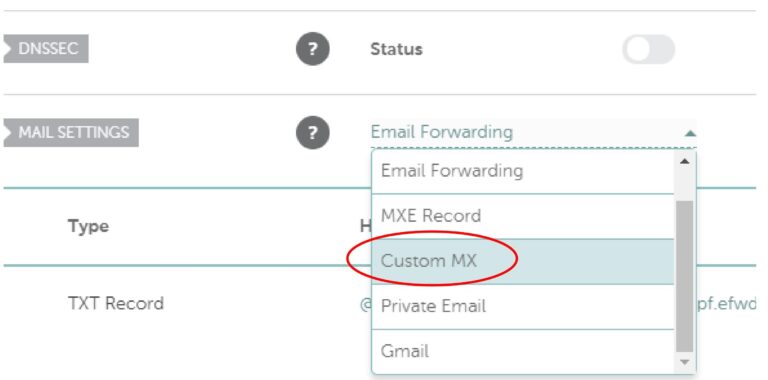 DNSSEC
?
Status
MAIL SETTINGS
?
Email Forwarding
Email Forwarding
MXE Record
Type
H
Custom MX
TXT Record
@
Private Email
pf.efwd
Gmail